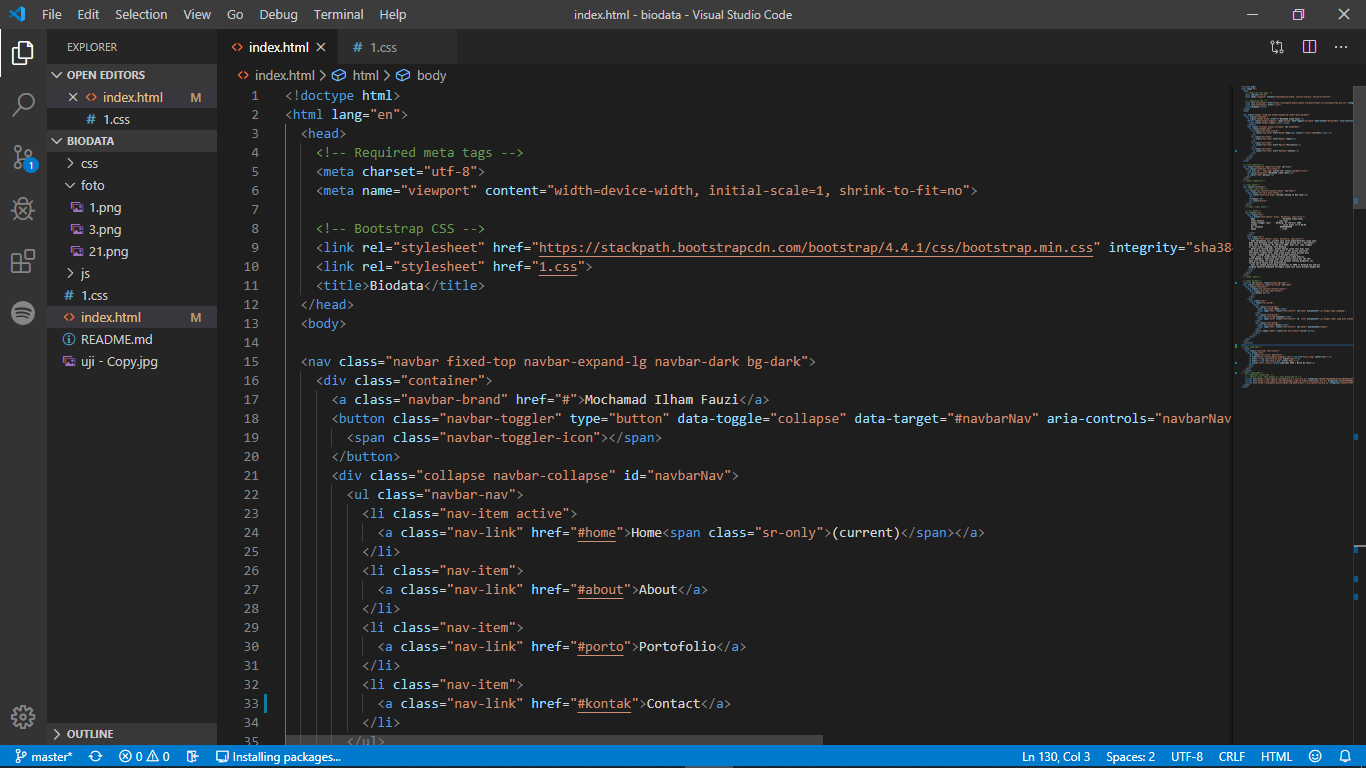 File Edit Selection View Go Debug Terminal Help
index.html - biodata - Visual Studio Code
EXPLORER
OPEN EDITORS
index.html M
1.css
BIODATA
css
foto
1.png
3.png
21.png
js
1.css
index.html M
README.md
uji - Copy.jpg
OUTLINE
1
index.html
1.css
index.html > html > body
1 <!doctype html>
2 <html lang="en">
3 <head>
4 <!-- Required meta tags -->
5 <meta charset="utf-8">
6 <meta name="viewport" content="width=device-width, initial-scale=1, shrink-to-fit=no">
7
8 <!-- Bootstrap CSS -->
9 <link rel="stylesheet" href="https://stackpath.bootstrapcdn.com/bootstrap/4.4.1/css/bootstrap.min.css" integrity="sha384
10 <link rel="stylesheet" href="1.css">
11 <title>Biodata</title>
12 </head>
13 <body>
14
15 <nav class="navbar fixed-top navbar-expand-lg navbar-dark bg-dark">
16 <div class="container">
17 <a class="navbar-brand" href="#">Mochamad Ilham Fauzi</a>
18 <button class="navbar-toggler" type="button" data-toggle="collapse" data-target="#navbarNav" aria-controls="navbarNav
19 <span class="navbar-toggler-icon"></span>
20 </button>
21 <div class="collapse navbar-collapse" id="navbarNav">
22 <ul class="navbar-nav">
23 <li class="nav-item active">
24 <a class="nav-link" href="#home">Home<span class="sr-only">(current)</span></a>
25 </li>
26 <li class="nav-item">
27 <a class="nav-link" href="#about">About</a>
28 </li>
29 <li class="nav-item">
30 <a class="nav-link" href="#porto">Portofolio</a>
31 </li>
32 <li class="nav-item">
33 <a class="nav-link" href="#kontak">Contact</a>
34 </li>
35 </ul>
master* 0 0 Installing packages... Ln 130, Col 3 Spaces: 2 UTF-8 CRLF HTML